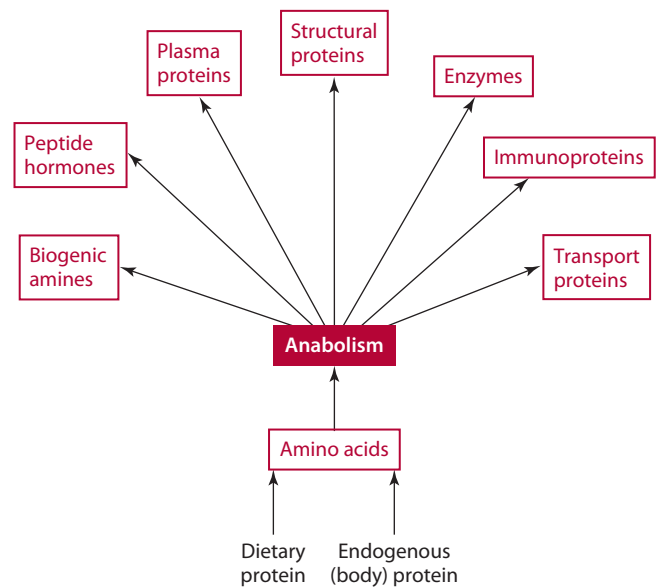 Structural
proteins
Plasma
proteins
Enzymes
Peptide
hormones
Immunoproteins
Biogenic
amines
Transport
proteins
Anabolism
Amino acids
Dietary
protein
Endogenous
(body) protein